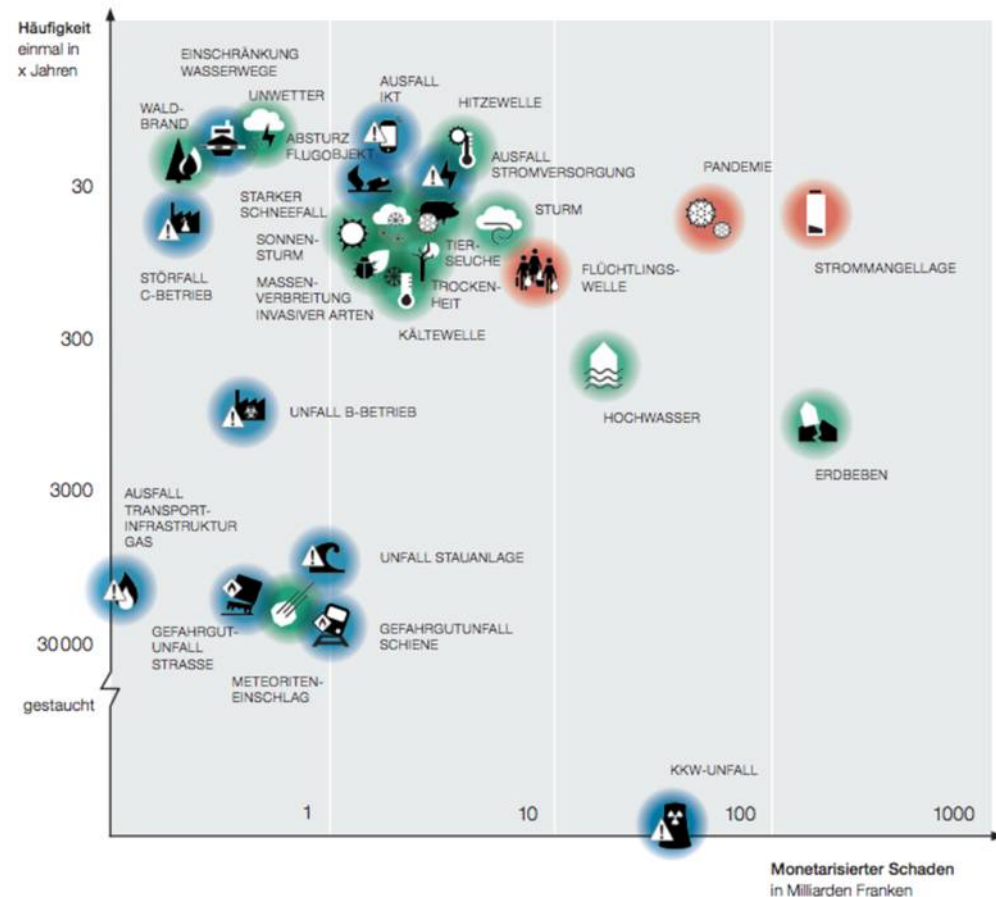 Häufigkeit
einmal in
x Jahren
EINSCHRÄNKUNG
WASSERWEGE
UNWETTER
WALD-
BRAND
ABSTURZ
FLUGOBJEKT
AUSFALL
IKT
HITZEWELLE
AUSFALL
STROMVERSORGUNG
PANDEMIE
30
STARKER
SCHNEEFALL
STURM
SONNEN-
STURM
TIER-
SEUCHE
STÖRFALL
C-BETRIEB
MASSEN-
VERBREITUNG
INVASIVER ARTEN
TROCKEN-
HEIT
FLÜCHTLINGS-
WELLE
STROMMANGELLAGE
KÄLTEWELLE
300
UNFALL B-BETRIEB
HOCHWASSER
ERDBEBEN
3000
AUSFALL
TRANSPORT-
INFRASTRUKTUR
GAS
UNFALL STAUANLAGE
GEFAHRGUT-
UNFALL
STRASSE
GEFAHRGUTUNFALL
SCHIENE
30 000
METEORITEN-
EINSCHLAG
gestaucht
KKW-UNFALL
1
10
100
1000
Monetarisierter Schaden
in Milliarden Franken